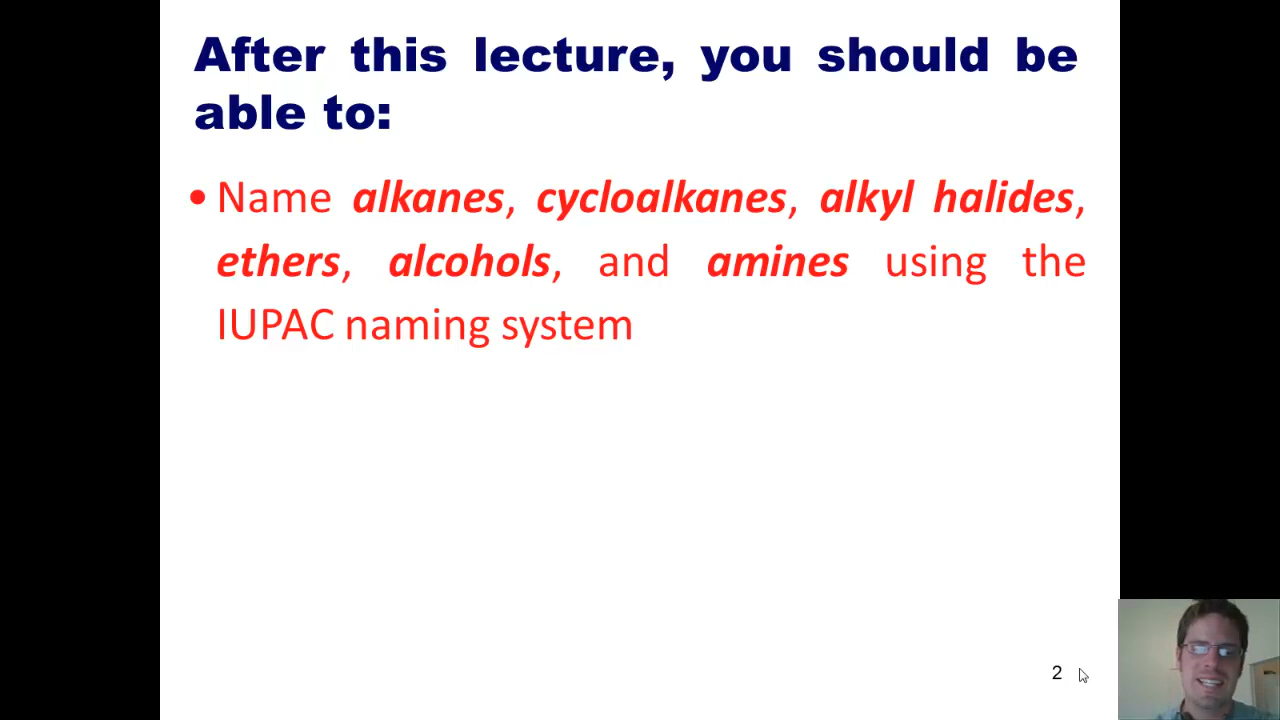 After this lecture, you should be
able to:
• Name alkanes, cycloalkanes, alkyl halides,
ethers, alcohols, and amines using the
IUPAC naming system
2